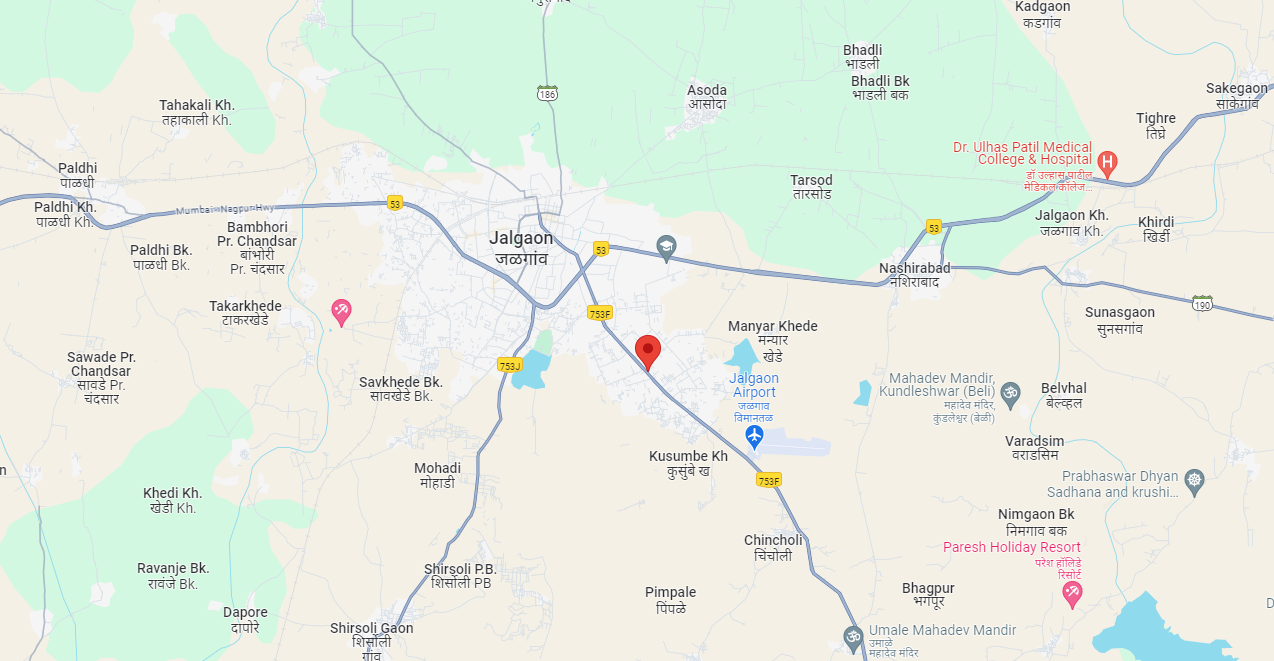 Kadgaon
कडगांव
Bhadli
भाडली
Bhadli Bk
भाडली बक
Asoda
आसोदा
186
Sakegaon
साकेगांव
Tahakali Kh.
तहाकाली Kh.
Tighre
तिघ्रे
Dr. Ulhas Patil Medical
College & Hospital
डॉ उल्हास पाटील
मेडिकल कॉलेज...
H
Paldhi
पाळधी
Tarsod
तारसोड
Paldhi Kh.
पाळधी Kh.
Mumbai - Nagpur Hwy
53
Jalgaon Kh.
जळगाव Kh.
Khirdi
खिर्डी
53
Bambhori
Pr. Chandsar
बांभोरी
Pr. चंदसार
Paldhi Bk.
पाळधी Bk.
Jalgaon
जळगांव
53
Nashirabad
नशिराबाद
190
Takarkhede
टाकरखेडे
753F
Sunasgaon
सुनसगांव
Manyar Khede
मन्यार
खेडे
Sawade Pr.
Chandsar
सावडे Pr.
चंदसार
753J
Savkhede Bk.
सावखेडे Bk.
Jalgaon
Airport
जळगाव
विमानतळ
Mahadev Mandir,
Kundleshwar (Beli)
महादेव मंदिर,
कुंडलेश्वर (बेळी)
Belvhal
बेल्व्हल
Varadsim
वराडसिम
Kusumbe Kh
कुसुंबे ख
Mohadi
मोहाडी
753F
Prabhaswar Dhyan
Sadhana and krushi...
Khedi Kh.
खेडी Kh.
Nimgaon Bk
निमगाव बक
Chincholi
चिंचोली
Paresh Holiday Resort
परेश हॉलिडे
रिसोर्ट
Ravanje Bk.
रावंजे Bk.
Shirsoli P.B.
शिर्सोली PB
Pimpale
पिंपळे
Bhagpur
भगपूर
Dapore
दापोरे
Shirsoli Gaon
शिर्सोली
गांव
Umale Mahadev Mandir
उमाळे
महादेव मंदिर